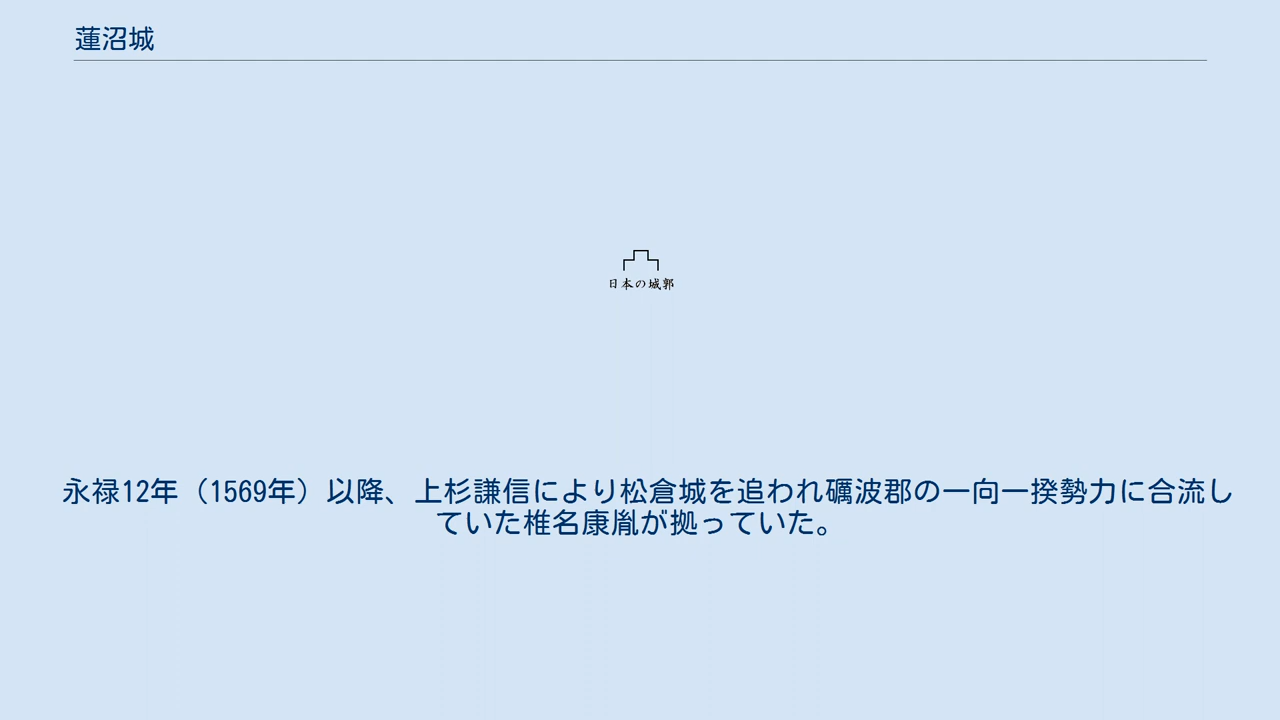 蓮沼城
日本の城郭
永禄12年（1569年）以降、上杉謙信により松倉城を追われ礪波郡の一向一揆勢力に合流し
ていた椎名康胤が拠っていた。